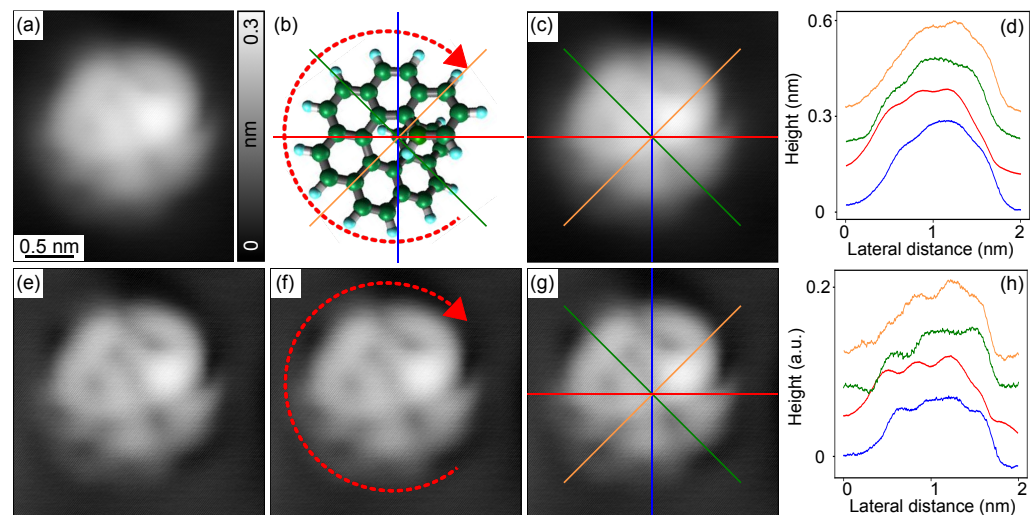 (a)
0.3
nm
0
0.5 nm
(b)
(c)
(d)
0.6
0.3
0
Height (nm)
0
1
2
Lateral distance (nm)
(e)
(f)
(g)
(h)
0.2
0
Height (a.u.)
0
1
2
Lateral distance (nm)